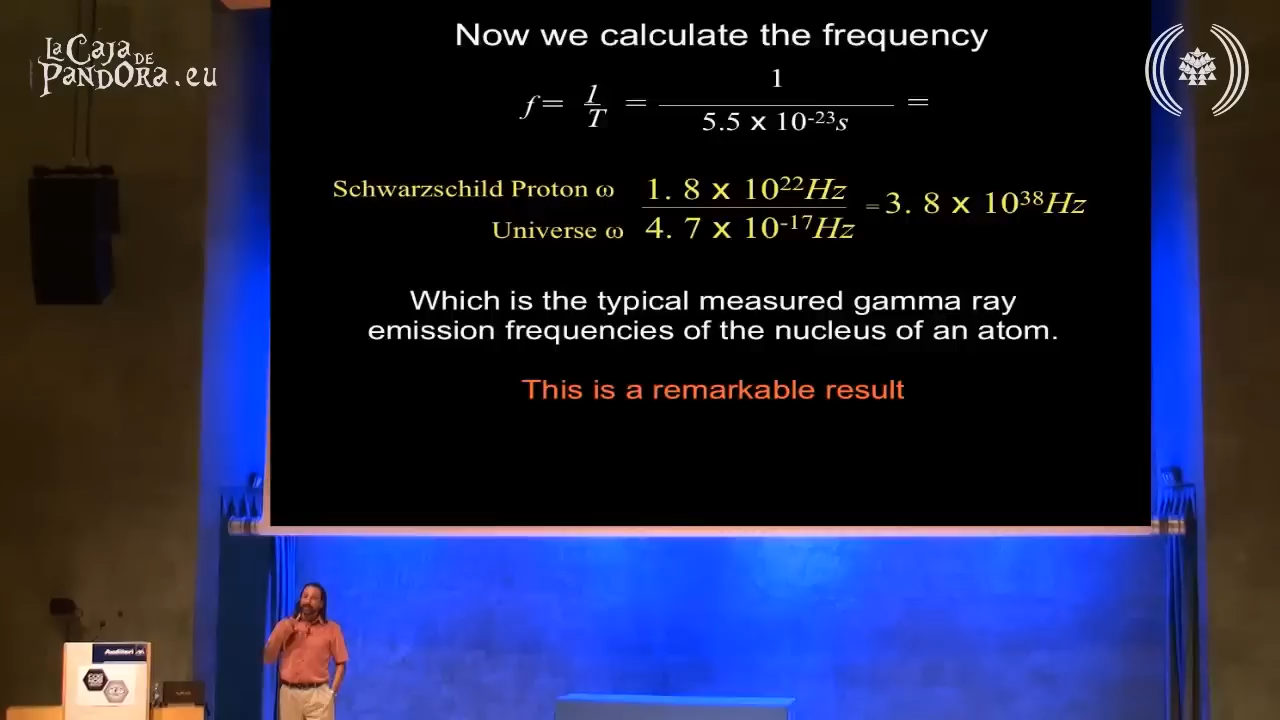 La Caja
DE
PANDORA.eu
Now we calculate the frequency
f = 1/T = 1 / 5.5 x 10⁻²³s =
Schwarzschild Proton ω 1. 8 x 10²²Hz
Universe ω 4. 7 x 10⁻¹⁷Hz
= 3. 8 x 10³⁸Hz
Which is the typical measured gamma ray
emission frequencies of the nucleus of an atom.
This is a remarkable result
Auditori AXA